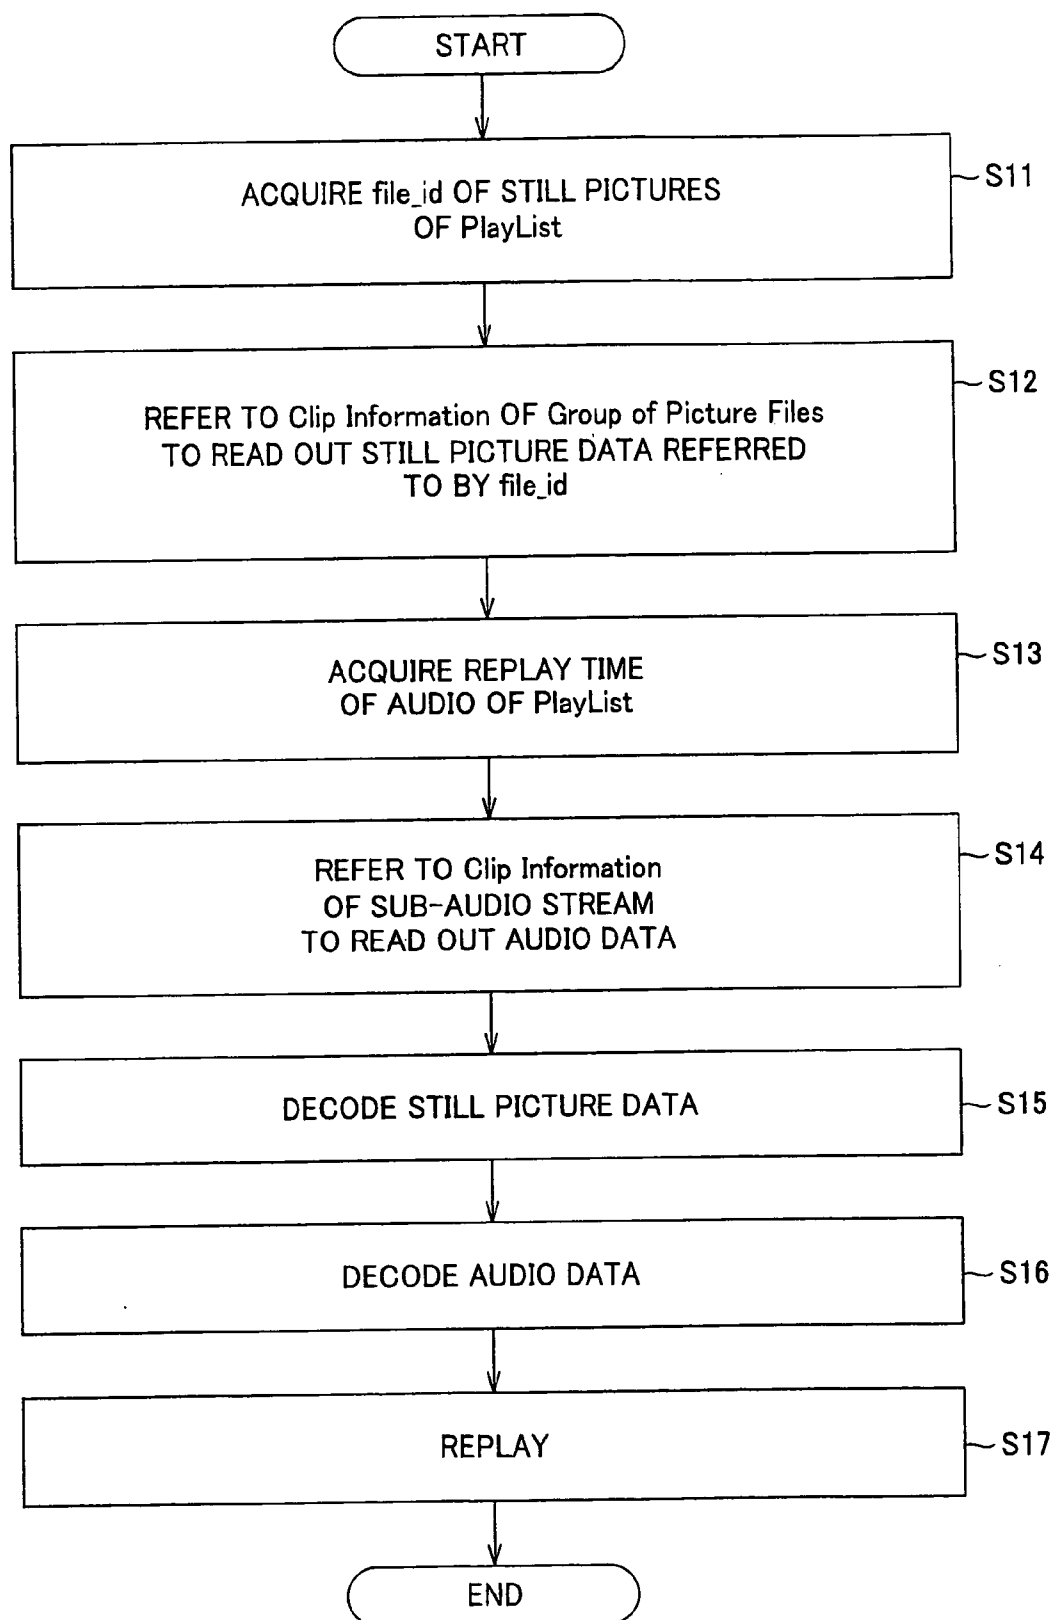 START
ACQUIRE file_id OF STILL PICTURES
OF PlayList
S11
REFER TO Clip Information OF Group of Picture Files
TO READ OUT STILL PICTURE DATA REFERRED
TO BY file_id
S12
ACQUIRE REPLAY TIME
OF AUDIO OF PlayList
S13
REFER TO Clip Information
OF SUB-AUDIO STREAM
TO READ OUT AUDIO DATA
S14
DECODE STILL PICTURE DATA
S15
DECODE AUDIO DATA
S16
REPLAY
S17
END